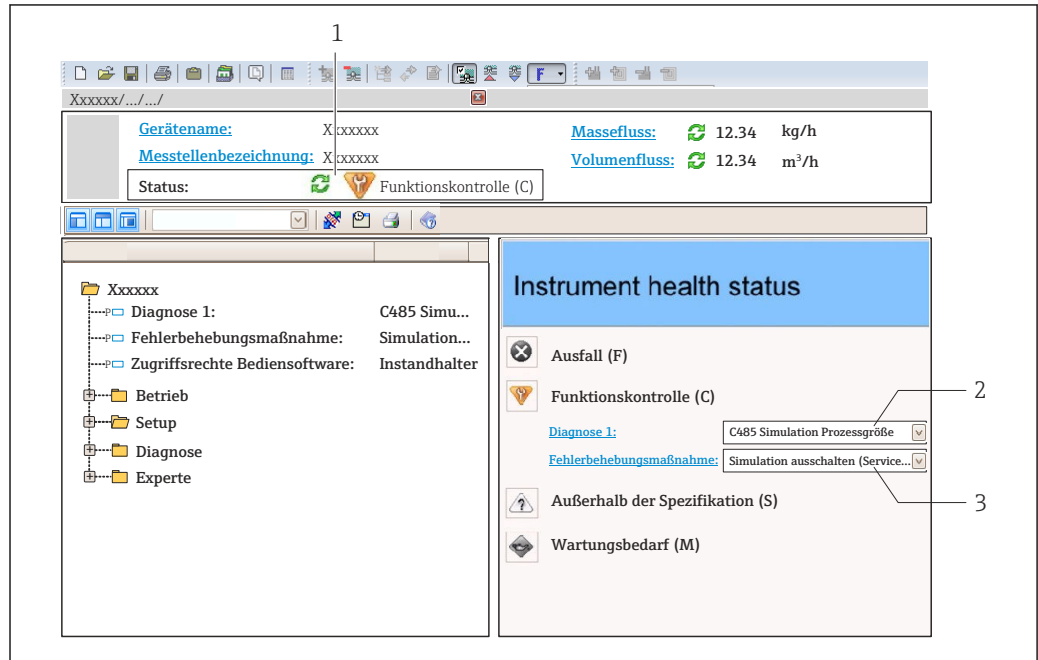 1
F
Xxxxxx/.../.../
Gerätename: Xxxxxxx Massefluss: 12.34 kg/h
Messtellenbezeichnung: Xxxxxxx Volumenfluss: 12.34 m³/h
Status: Funktionskontrolle (C)
Xxxxxx
P Diagnose 1: C485 Simu...
P Fehlerbehebungsmaßnahme: Simulation...
P Zugriffsrechte Bediensoftware: Instandhalter
Betrieb
Setup
Diagnose
Experte
Instrument health status
Ausfall (F)
Funktionskontrolle (C)
2
Diagnose 1: C485 Simulation Prozessgröße
Fehlerbehebungsmaßnahme: Simulation ausschalten (Service...
3
Außerhalb der Spezifikation (S)
Wartungsbedarf (M)